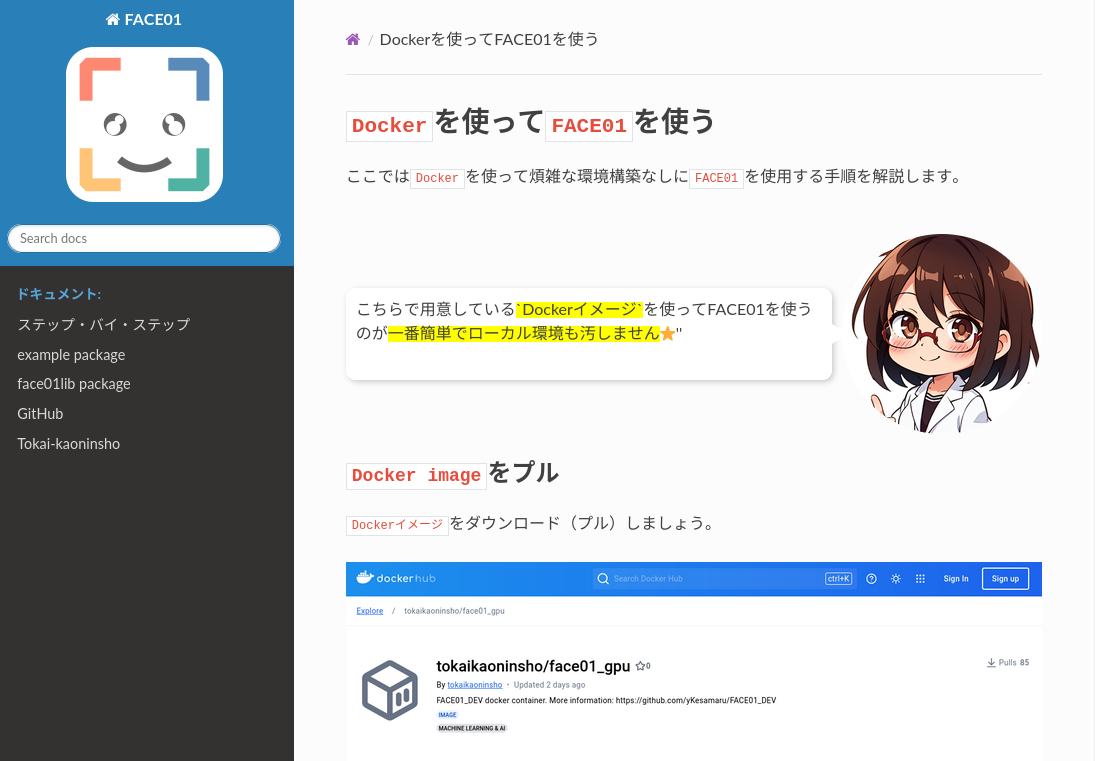 FACE01
Search docs
ドキュメント:
ステップ・バイ・ステップ
example package
face01lib package
GitHub
Tokai-kaoninsho
/ Dockerを使ってFACE01を使う
Dockerを使ってFACE01を使う
ここではDockerを使って煩雑な環境構築なしにFACE01を使用する手順を解説します。
こちらで用意している`Dockerイメージ`を使ってFACE01を使う
のが一番簡単でローカル環境も汚しません⭐"
Docker imageをプル
Dockerイメージをダウンロード（プル）しましょう。
dockerhub
Search Docker Hub
ctrl+K
Sign In
Sign up
Explore / tokaikaoninsho/face01_gpu
tokaikaoninsho/face01_gpu ☆0
Pulls 85
By tokaikaoninsho • Updated 2 days ago
FACE01_DEV docker container. More information: https://github.com/yKesamaru/FACE01_DEV
IMAGE
MACHINE LEARNING & AI